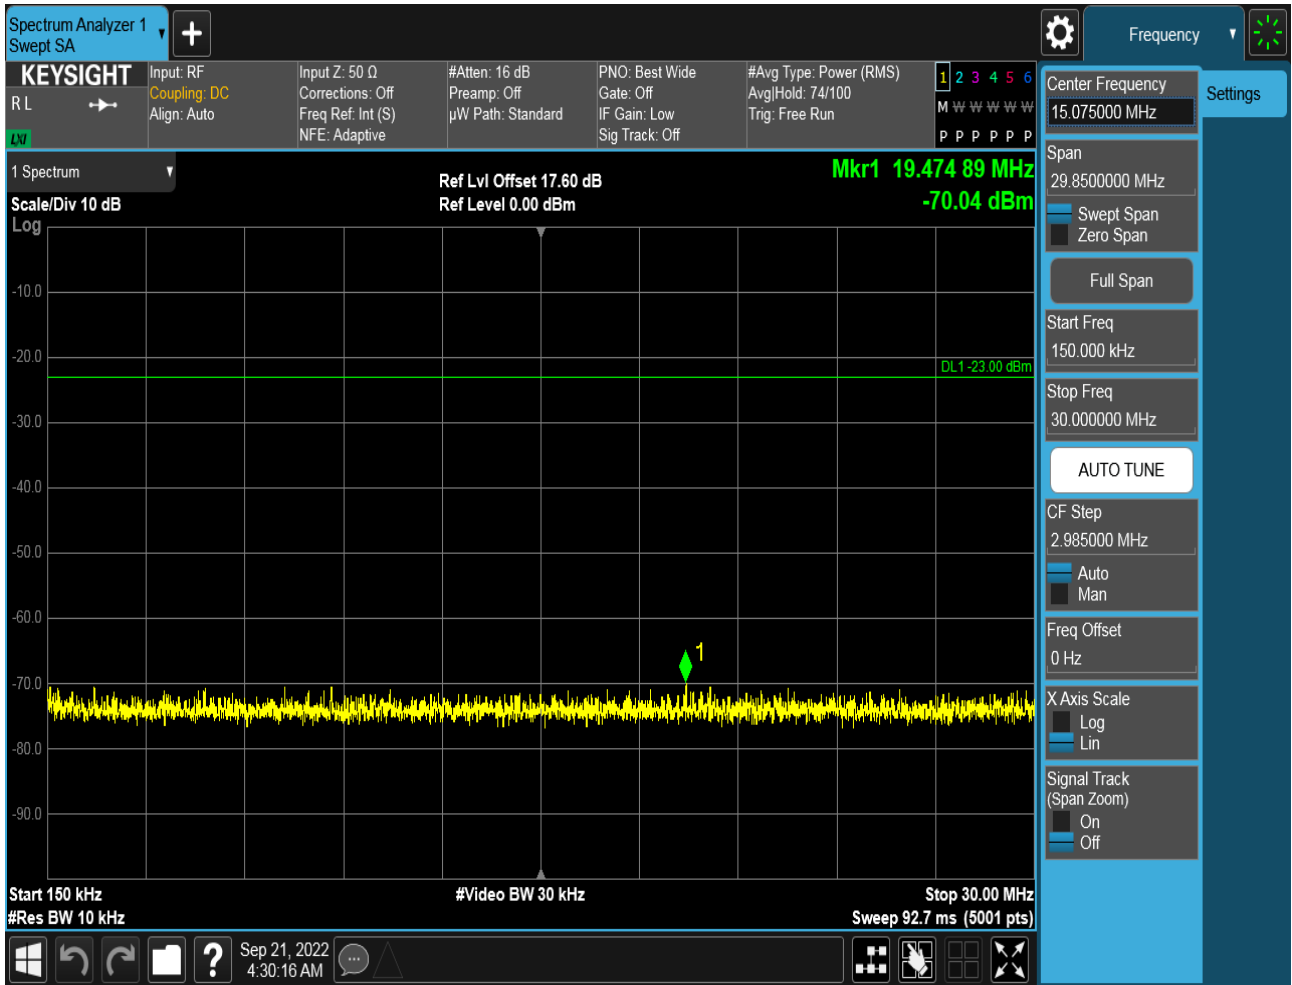 Spectrum Analyzer 1
Swept SA
Frequency
KEYSIGHT
R L
LXI
Input: RF
Coupling: DC
Align: Auto
Input Z: 50 Ω
Corrections: Off
Freq Ref: Int (S)
NFE: Adaptive
#Atten: 16 dB
Preamp: Off
µW Path: Standard
PNO: Best Wide
Gate: Off
IF Gain: Low
Sig Track: Off
#Avg Type: Power (RMS)
Avg|Hold: 74/100
Trig: Free Run
1 2 3 4 5 6
M W W W W W
P P P P P P
1 Spectrum
Scale/Div 10 dB
Log
Ref Lvl Offset 17.60 dB
Ref Level 0.00 dBm
Mkr1 19.474 89 MHz
-70.04 dBm
-10.0
-20.0
DL1 -23.00 dBm
-30.0
-40.0
-50.0
-60.0
1
-70.0
-80.0
-90.0
Start 150 kHz
#Video BW 30 kHz
Stop 30.00 MHz
#Res BW 10 kHz
Sweep 92.7 ms (5001 pts)
Center Frequency
15.075000 MHz
Settings
Span
29.8500000 MHz
Swept Span
Zero Span
Full Span
Start Freq
150.000 kHz
Stop Freq
30.000000 MHz
AUTO TUNE
CF Step
2.985000 MHz
Auto
Man
Freq Offset
0 Hz
X Axis Scale
Log
Lin
Signal Track
(Span Zoom)
On
Off
?
Sep 21, 2022
4:30:16 AM